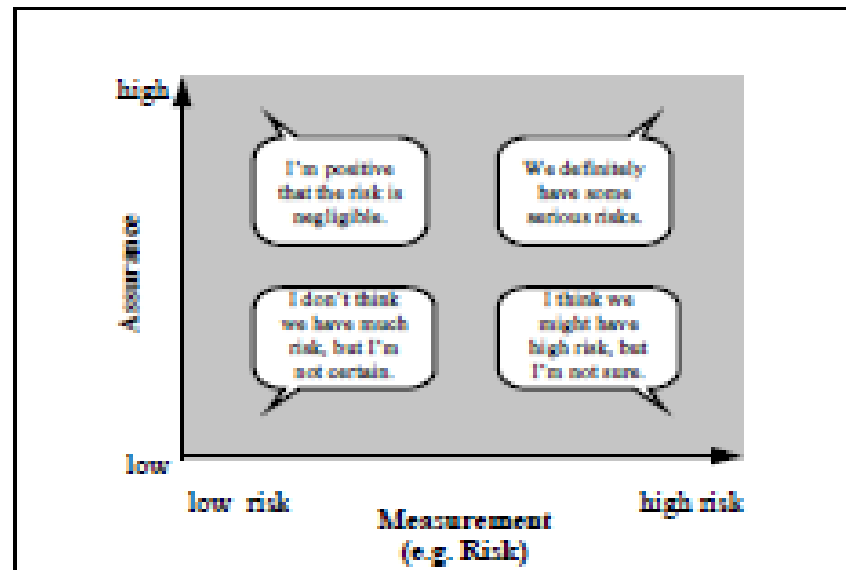 high
I'm positive
that the risk is
negligible.
We definitely
have some
serious risks.
Assurance
I don't think
we have much
risk, but I'm
not certain.
I think we
might have
high risk, but
I'm not sure.
low
low risk
high risk
Measurement
(e.g. Risk)